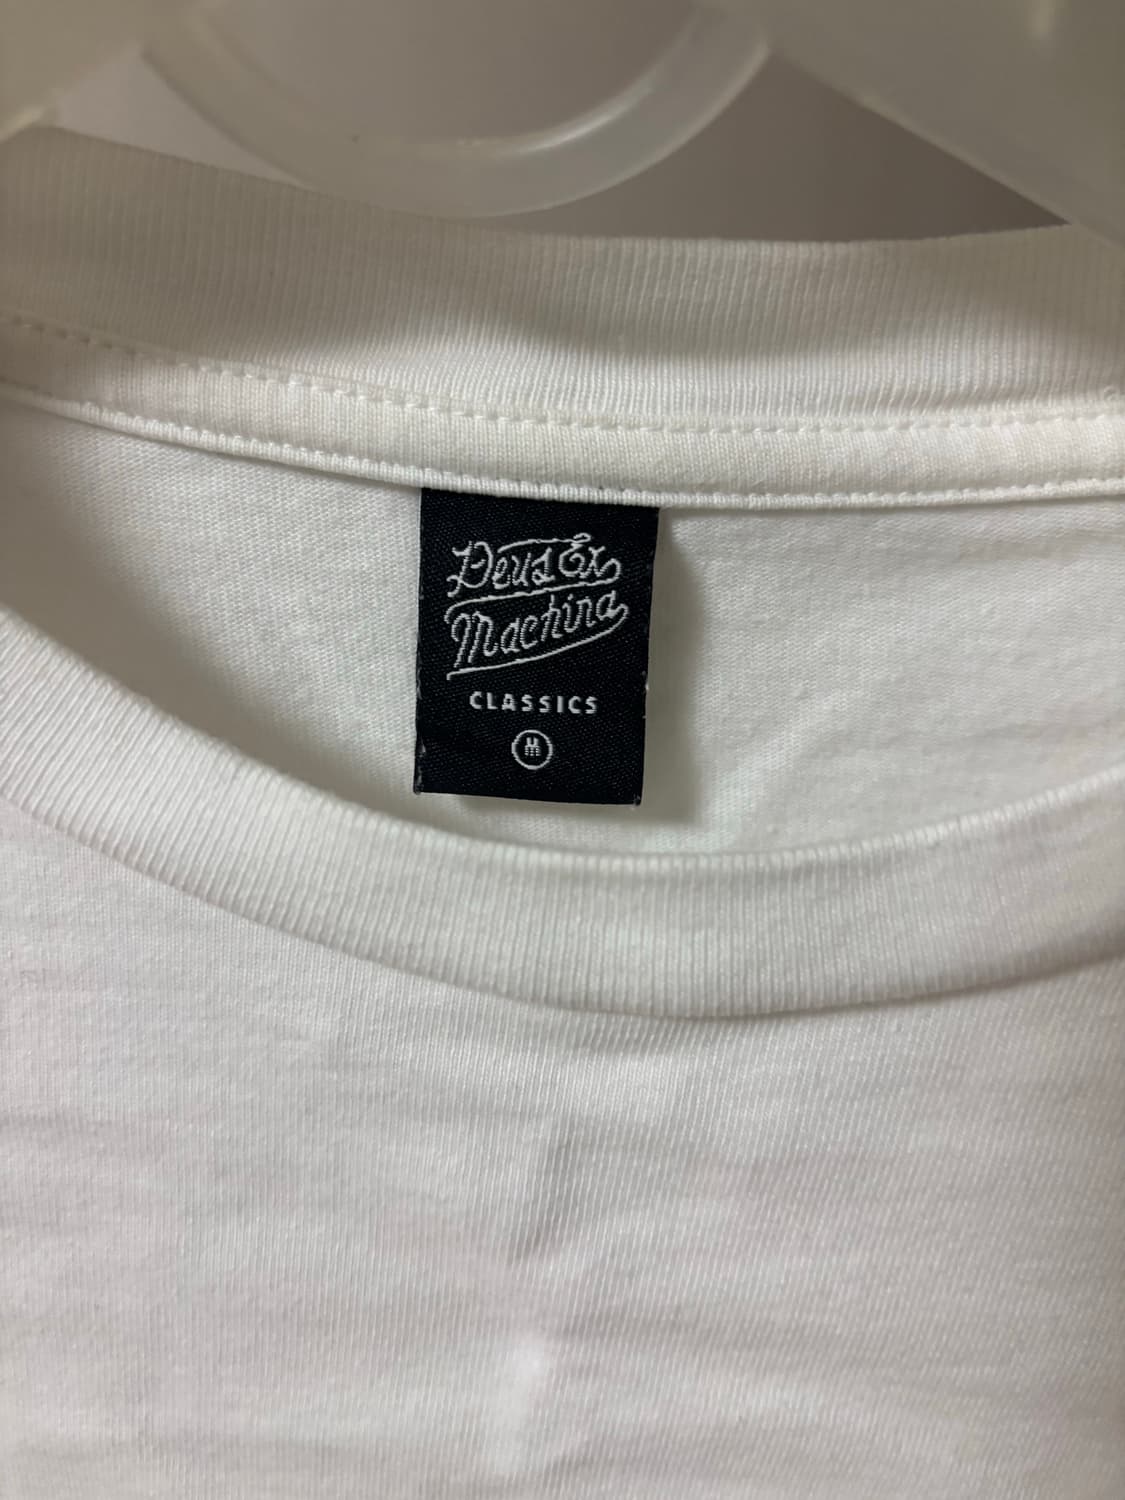 Deus Ex
Machina
CLASSICS
M